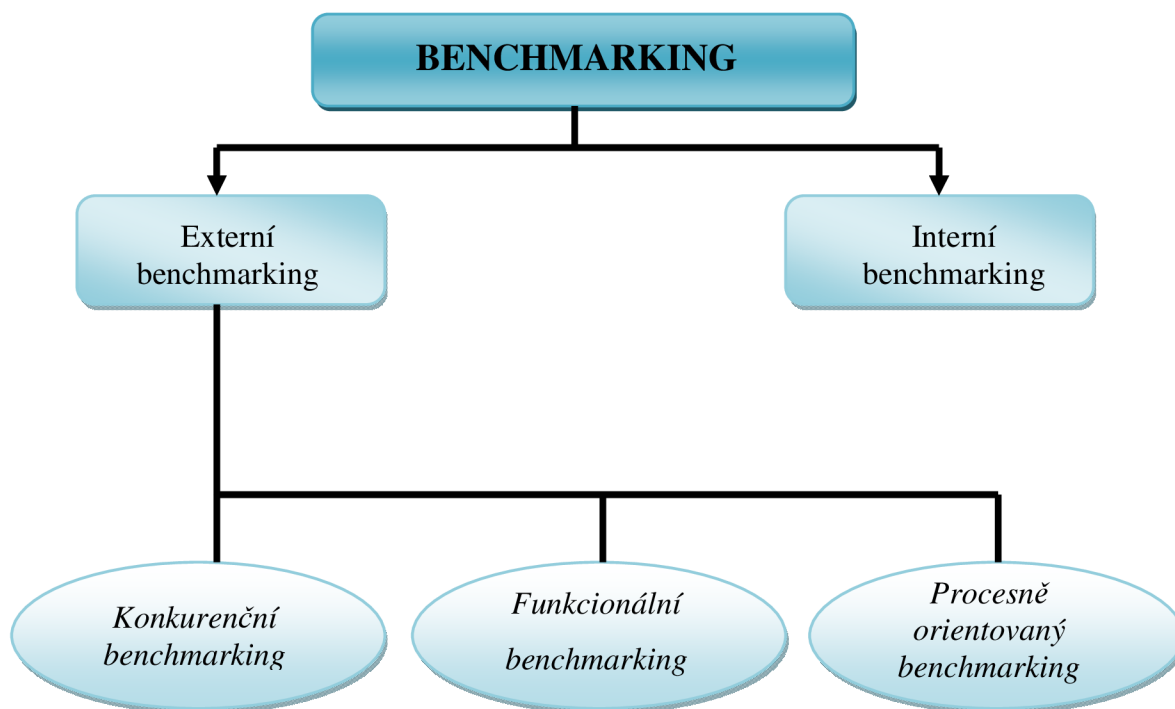 BENCHMARKING
Externí
benchmarking
Interní
benchmarking
Konkurenční
benchmarking
Funkcionální
benchmarking
Procesně
orientovaný
benchmarking